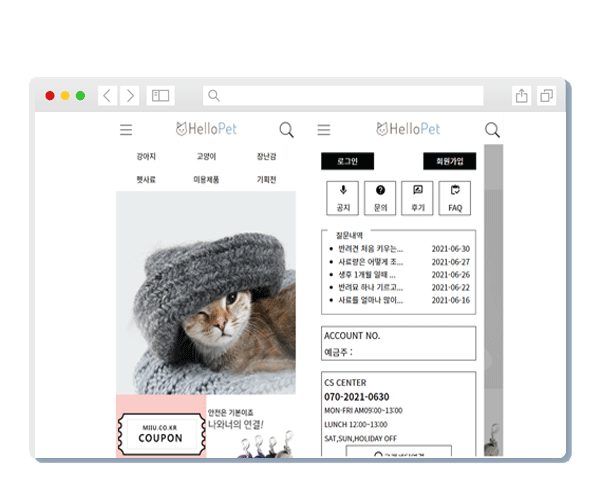 HelloPet
강아지 고양이 장난감
펫사료 미용제품 기획전
MIIU.CO.KR
COUPON
안전은 기본이죠
나와너의 연결!
HelloPet
로그인 회원가입
공지 문의 후기 FAQ
질문내역
반려견 처음 키우는... 2021-06-30
사료량은 어떻게 조... 2021-06-27
생후 1개월 일때 ... 2021-06-26
반려묘 하나 기르고... 2021-06-22
사료를 얼마나 많이... 2021-06-16
ACCOUNT NO.
예금주 :
CS CENTER
070-2021-0630
MON-FRI AM09:00~13:00
LUNCH 12:00~13:00
SAT,SUN,HOLIDAY OFF